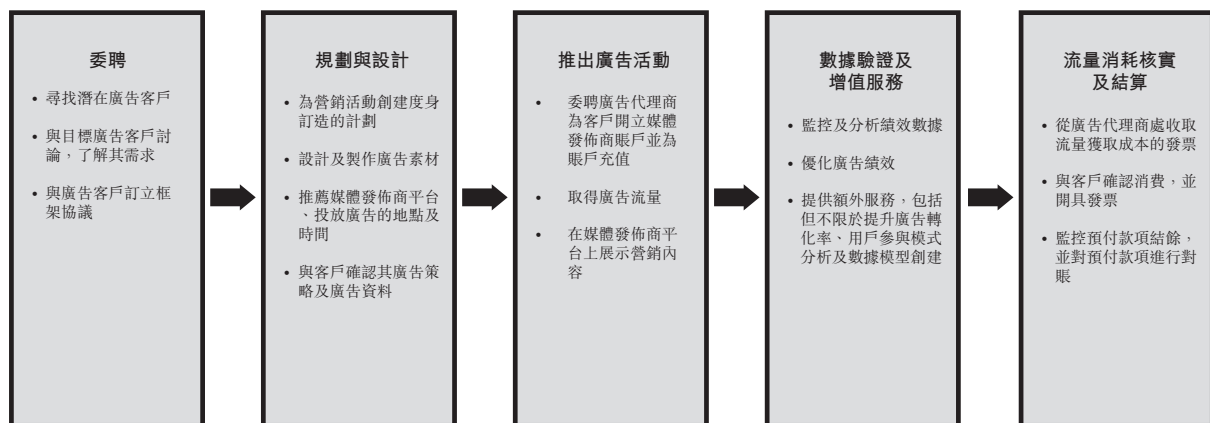 委聘
• 尋找潛在廣告客戶
• 與目標廣告客戶討
論，了解其需求
• 與廣告客戶訂立框
架協議
規劃與設計
• 為營銷活動創建度身
訂造的計劃
• 設計及製作廣告素材
• 推薦媒體發佈商平台
、投放廣告的地點及
時間
• 與客戶確認其廣告策
略及廣告資料
推出廣告活動
• 委聘廣告代理商
為客戶開立媒體
發佈商賬戶並為
賬戶充值
• 取得廣告流量
• 在媒體發佈商平
台上展示營銷內
容
數據驗證及
增值服務
• 監控及分析績效數據
• 優化廣告績效
• 提供額外服務，包括
但不限於提升廣告轉
化率、用戶參與模式
分析及數據模型創建
流量消耗核實
及結算
• 從廣告代理商處收取
流量獲取成本的發票
• 與客戶確認消費，並
開具發票
• 監控預付款項結餘，
並對預付款項進行對
賬